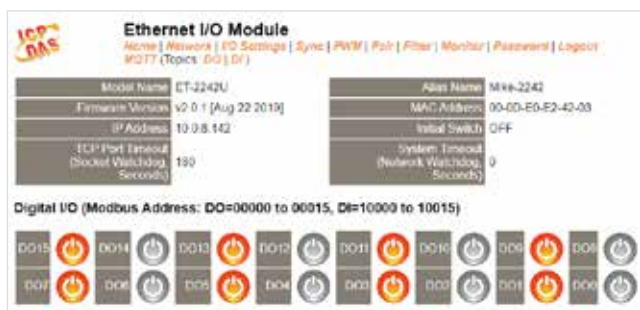 ICP DAS
Ethernet I/O Module
Home | Network | I/O Settings | Sync | PWM | Pair | Filter | Monitor | Password | Logout
MQTT (Topics: DO | DI )
Model Name ET-2242U Alias Name Mike-2242
Firmware Version v2.0.1 [Aug 22 2019] MAC Address 00-0D-E0-E2-42-03
IP Address 10.0.8.142 Initial Switch OFF
TCP Port Timeout (Socket Watchdog, Seconds) 180 System Timeout (Network Watchdog, Seconds) 0
Digital I/O (Modbus Address: DO=00000 to 00015, DI=10000 to 10015)
DO15 DO14 DO13 DO12 DO11 DO10 DO9 DO8
DO7 DO6 DO5 DO4 DO3 DO2 DO1 DO0